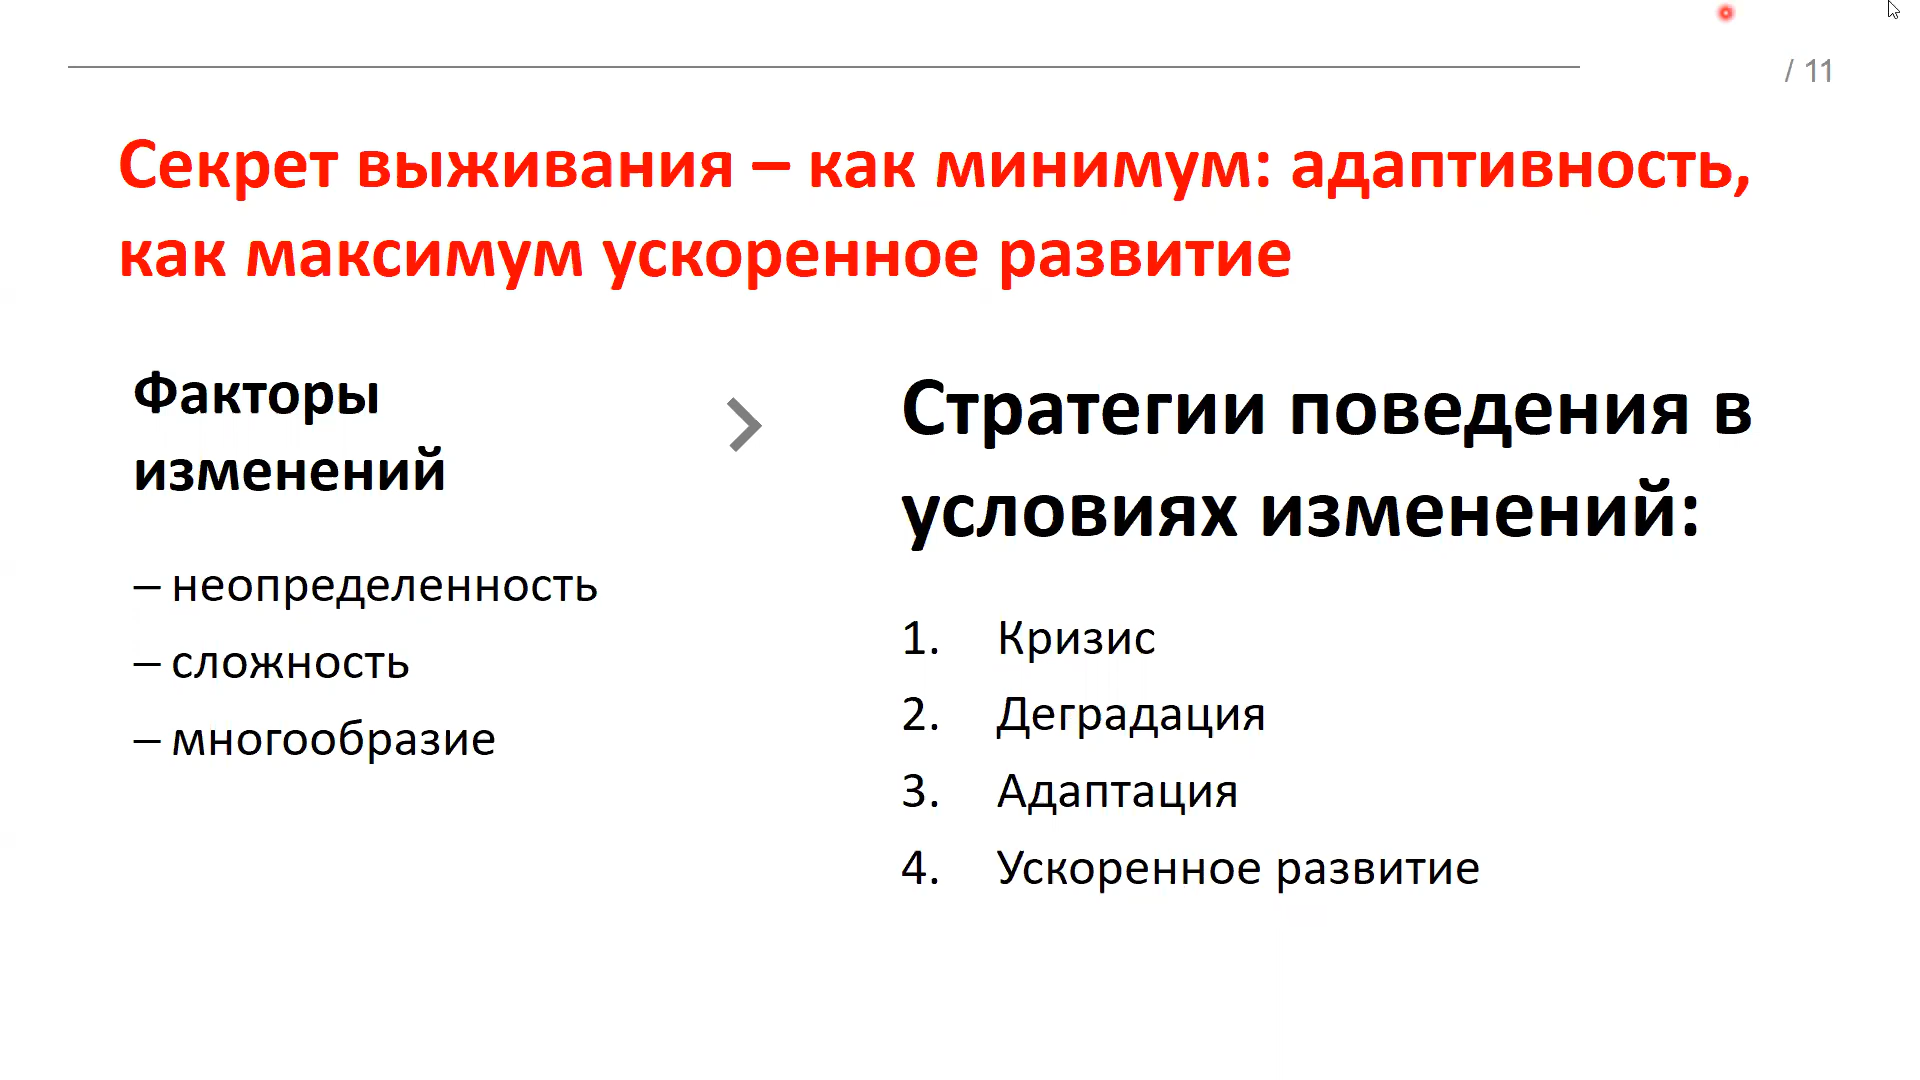 / 11
Секрет выживания – как минимум: адаптивность,
как максимум ускоренное развитие
Факторы
изменений
– неопределенность
– сложность
– многообразие
Стратегии поведения в
условиях изменений:
1. Кризис
2. Деградация
3. Адаптация
4. Ускоренное развитие